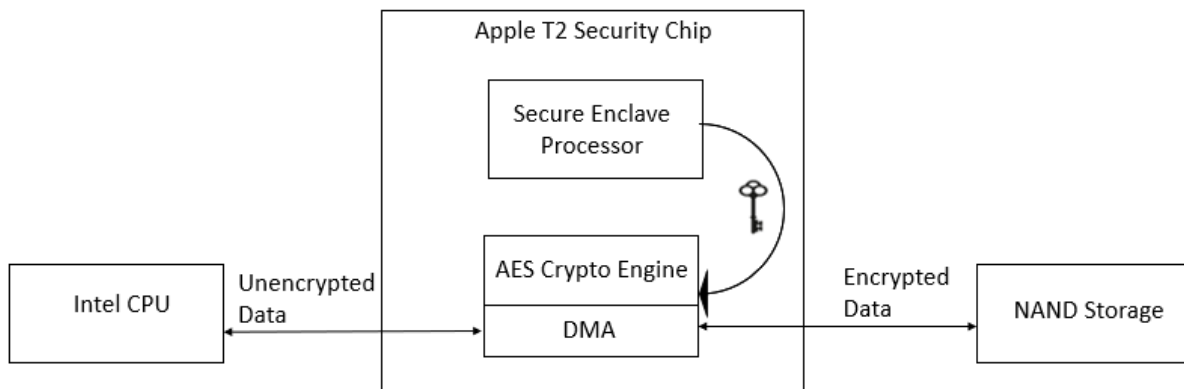 Apple T2 Security Chip
Secure Enclave
Processor
AES Crypto Engine
DMA
Intel CPU
Unencrypted
Data
Encrypted
Data
NAND Storage